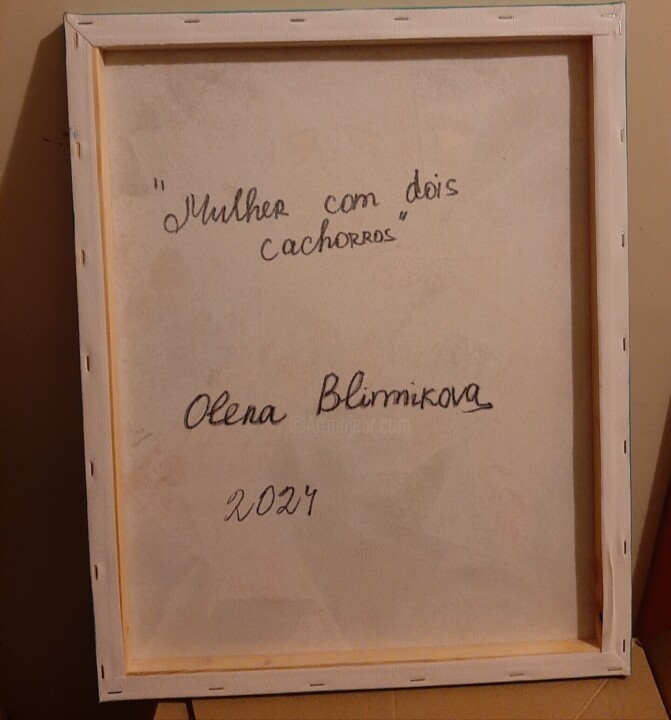 "Mulher com dois
cachorros"
Olena Blinnikova
2024